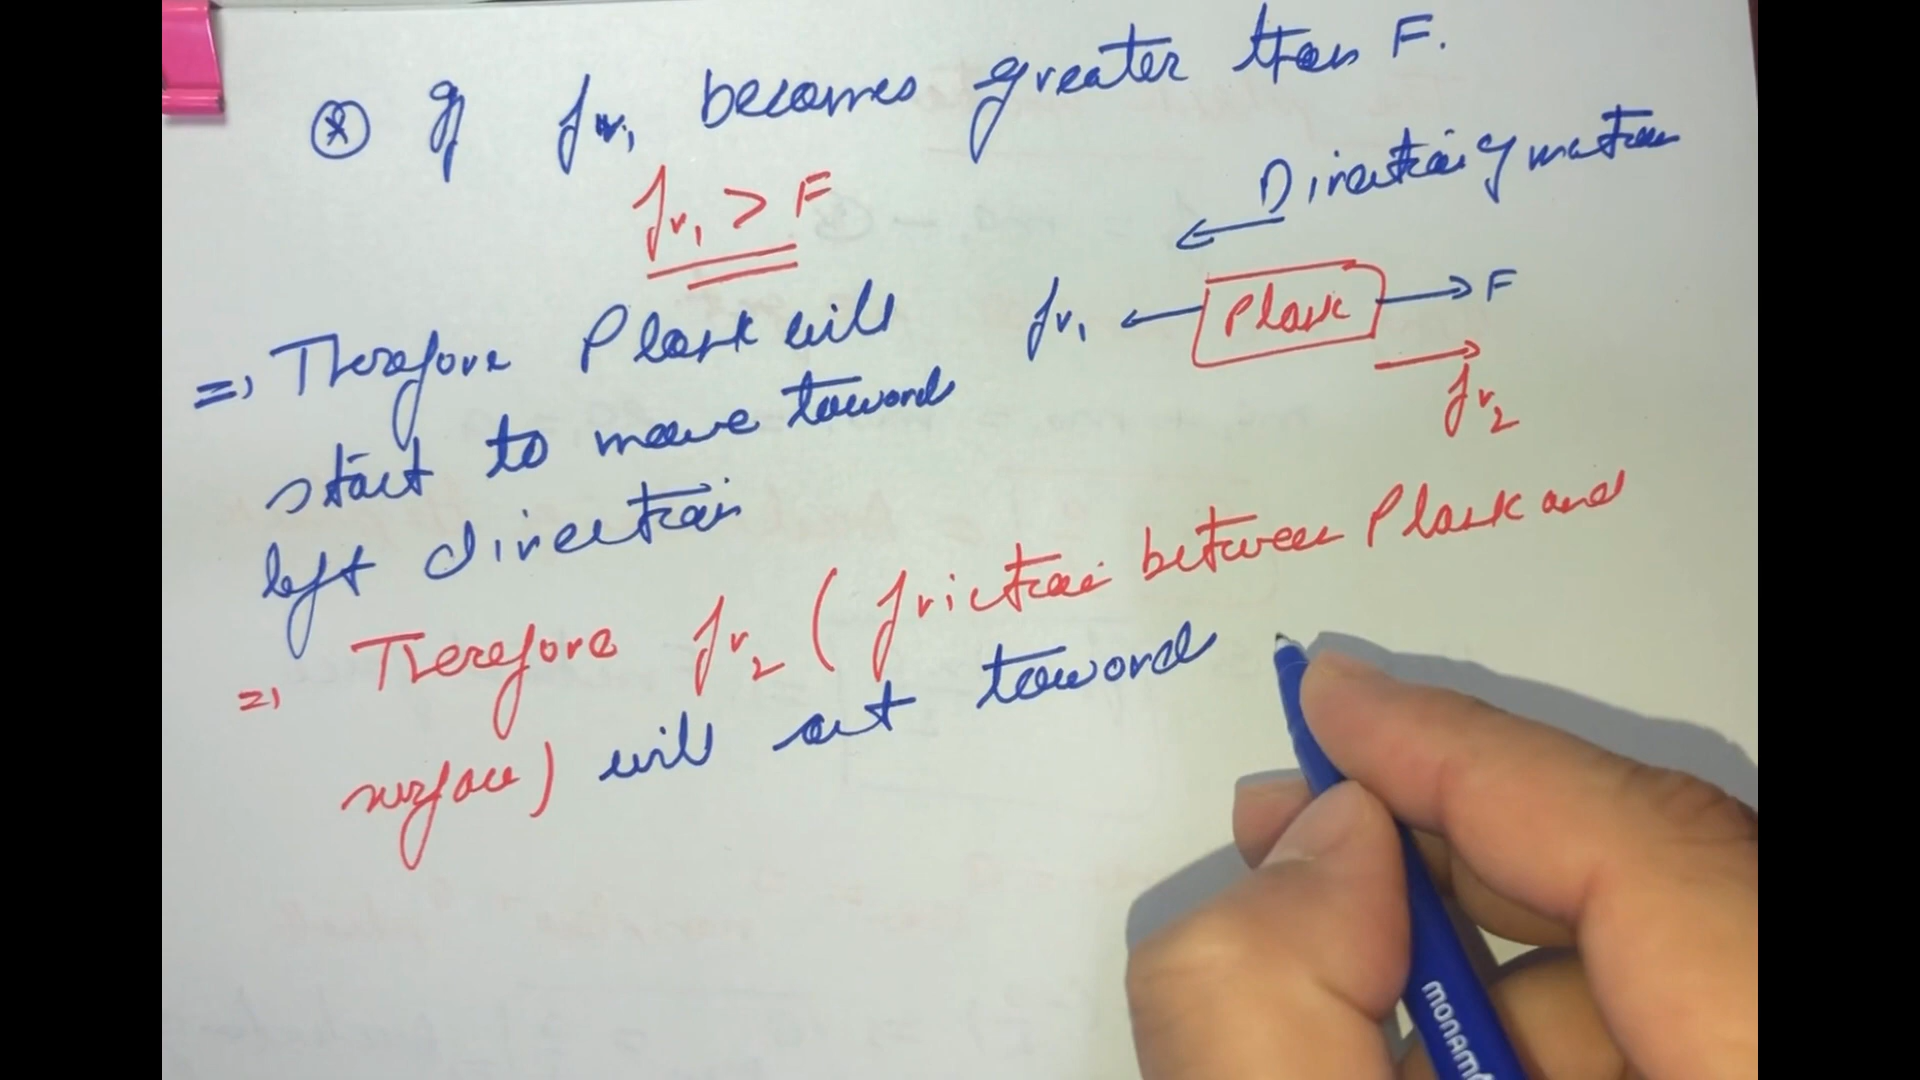 * If fr1 becomes greater than F.
fr1 > F
Direction of motion
=> Therefore Plank will
fr1 Plank F
fr2
start to move toward
left direction
=> Therefore fr2 (friction between Plank and
surface) will act toward
MONAMI